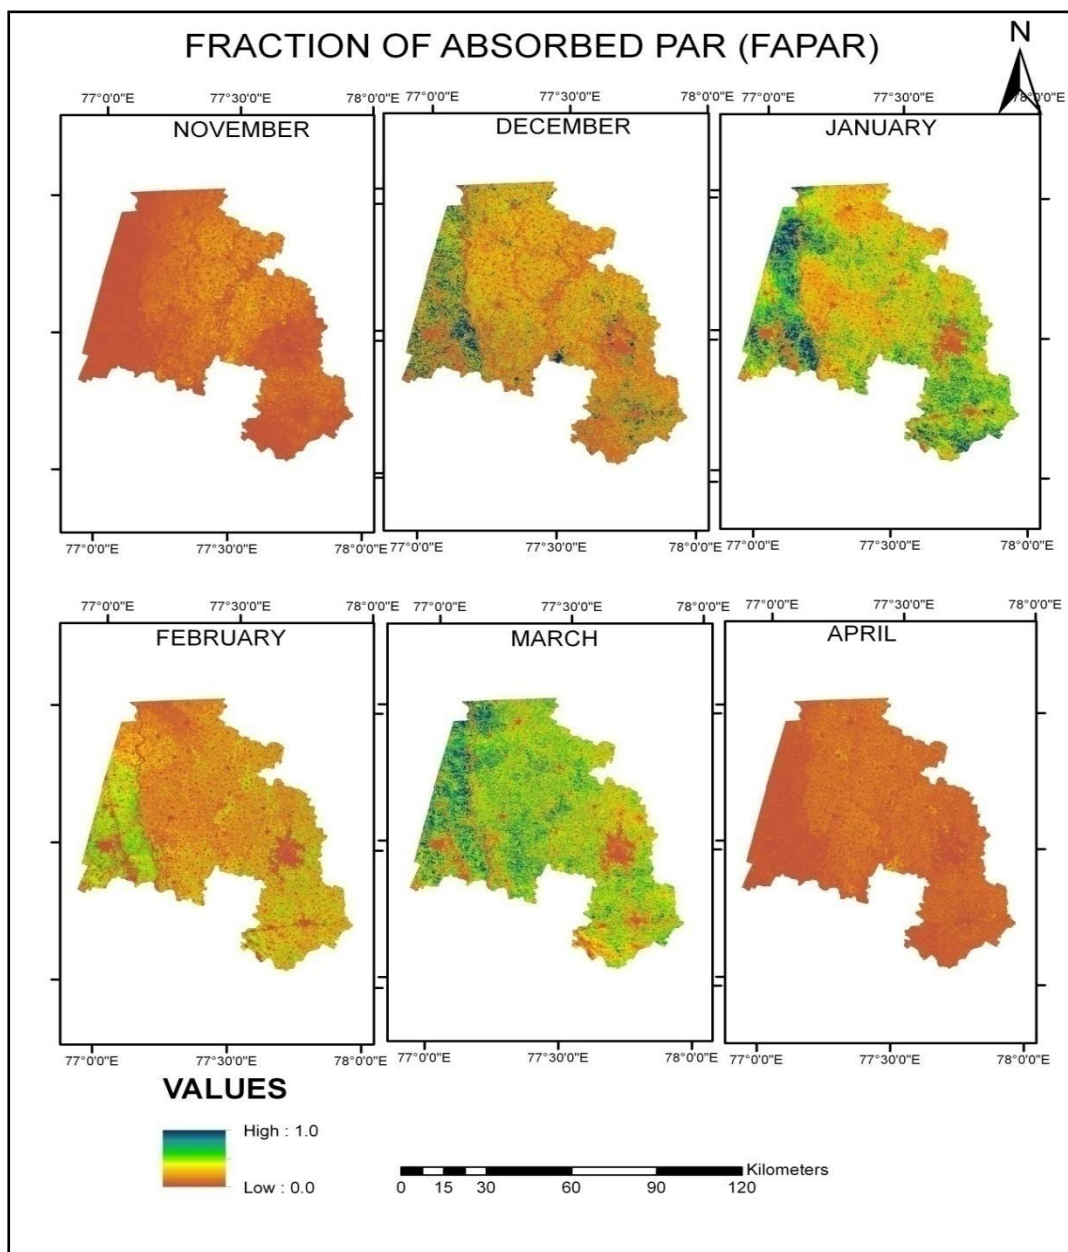 FRACTION OF ABSORBED PAR (FAPAR)
N
77°0'0"E 77°30'0"E 78°0'0"E 77°0'0"E 77°30'0"E 78°0'0"E 77°0'0"E 77°30'0"E 78°0'0"E
NOVEMBER DECEMBER JANUARY
77°0'0"E 77°30'0"E 78°0'0"E 77°0'0"E 77°30'0"E 78°0'0"E 77°0'0"E 77°30'0"E 78°0'0"E
77°0'0"E 77°30'0"E 78°0'0"E 77°0'0"E 77°30'0"E 78°0'0"E 77°0'0"E 77°30'0"E 78°0'0"E
FEBRUARY MARCH APRIL
77°0'0"E 77°30'0"E 78°0'0"E 77°0'0"E 77°30'0"E 78°0'0"E 77°0'0"E 77°30'0"E 78°0'0"E
VALUES
High : 1.0
Low : 0.0
Kilometers
0 15 30 60 90 120